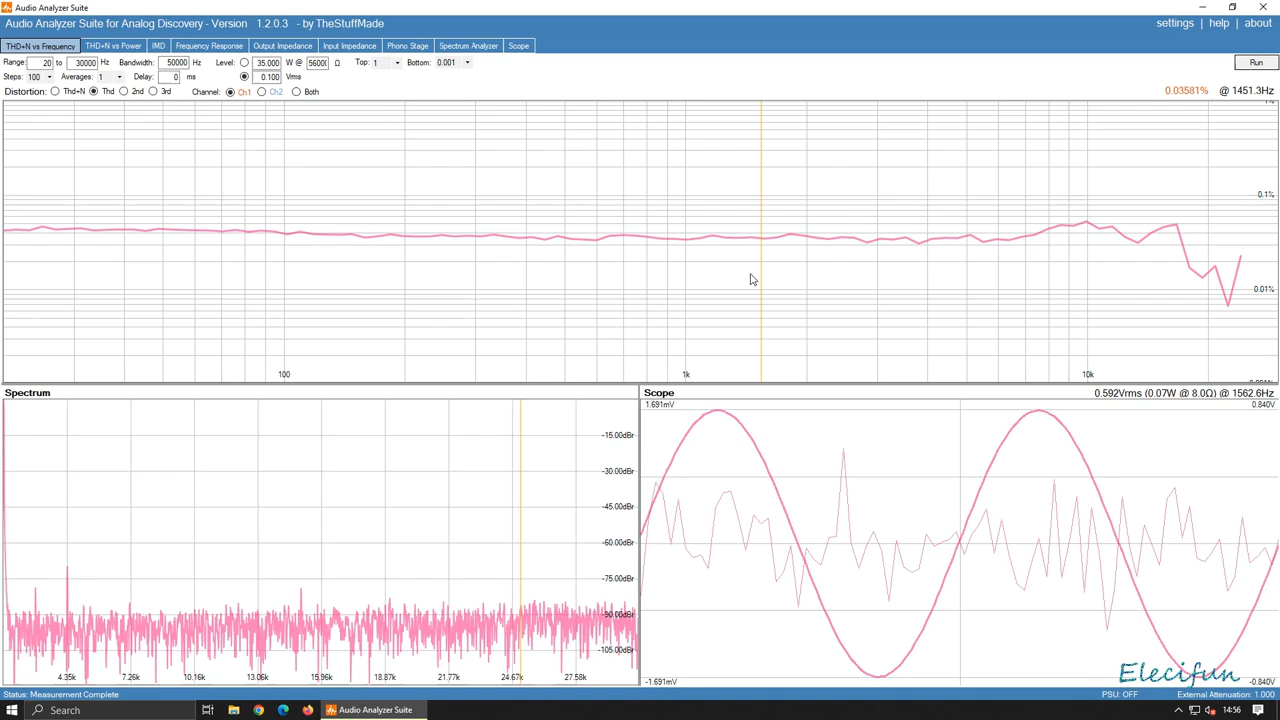 Audio Analyzer Suite
Audio Analyzer Suite for Analog Discovery - Version 1.2.0.3 - by TheStuffMade
settings | help | about
THD+N vs Frequency THD+N vs Power IMD Frequency Response Output Impedance Input Impedance Phono Stage Spectrum Analyzer Scope
Range: 20 to 30000 Hz Bandwidth: 50000 Hz Level: 35.000 W @ 5600( Ω Top: 1 Bottom: 0.001 Run
Steps: 100 Averages: 1 Delay: 0 ms 0.100 Vrms
Distortion: Thd+N Thd 2nd 3rd Channel: Ch1 Ch2 Both 0.03581% @ 1451.3Hz
0.1%
0.01%
100 1k 10k
Spectrum
-15.00dBr
-30.00dBr
-45.00dBr
-60.00dBr
-75.00dBr
-90.00dBr
-105.00dBr
4.35k 7.26k 10.16k 13.06k 15.96k 18.87k 21.77k 24.67k 27.58k
Scope 0.592Vrms (0.07W @ 8.0Ω) @ 1562.6Hz
1.691mV 0.840V
-1.691mV -0.840V
Elecifun
Status: Measurement Complete PSU: OFF External Attenuation: 1.000
Search Audio Analyzer Suite 14:56